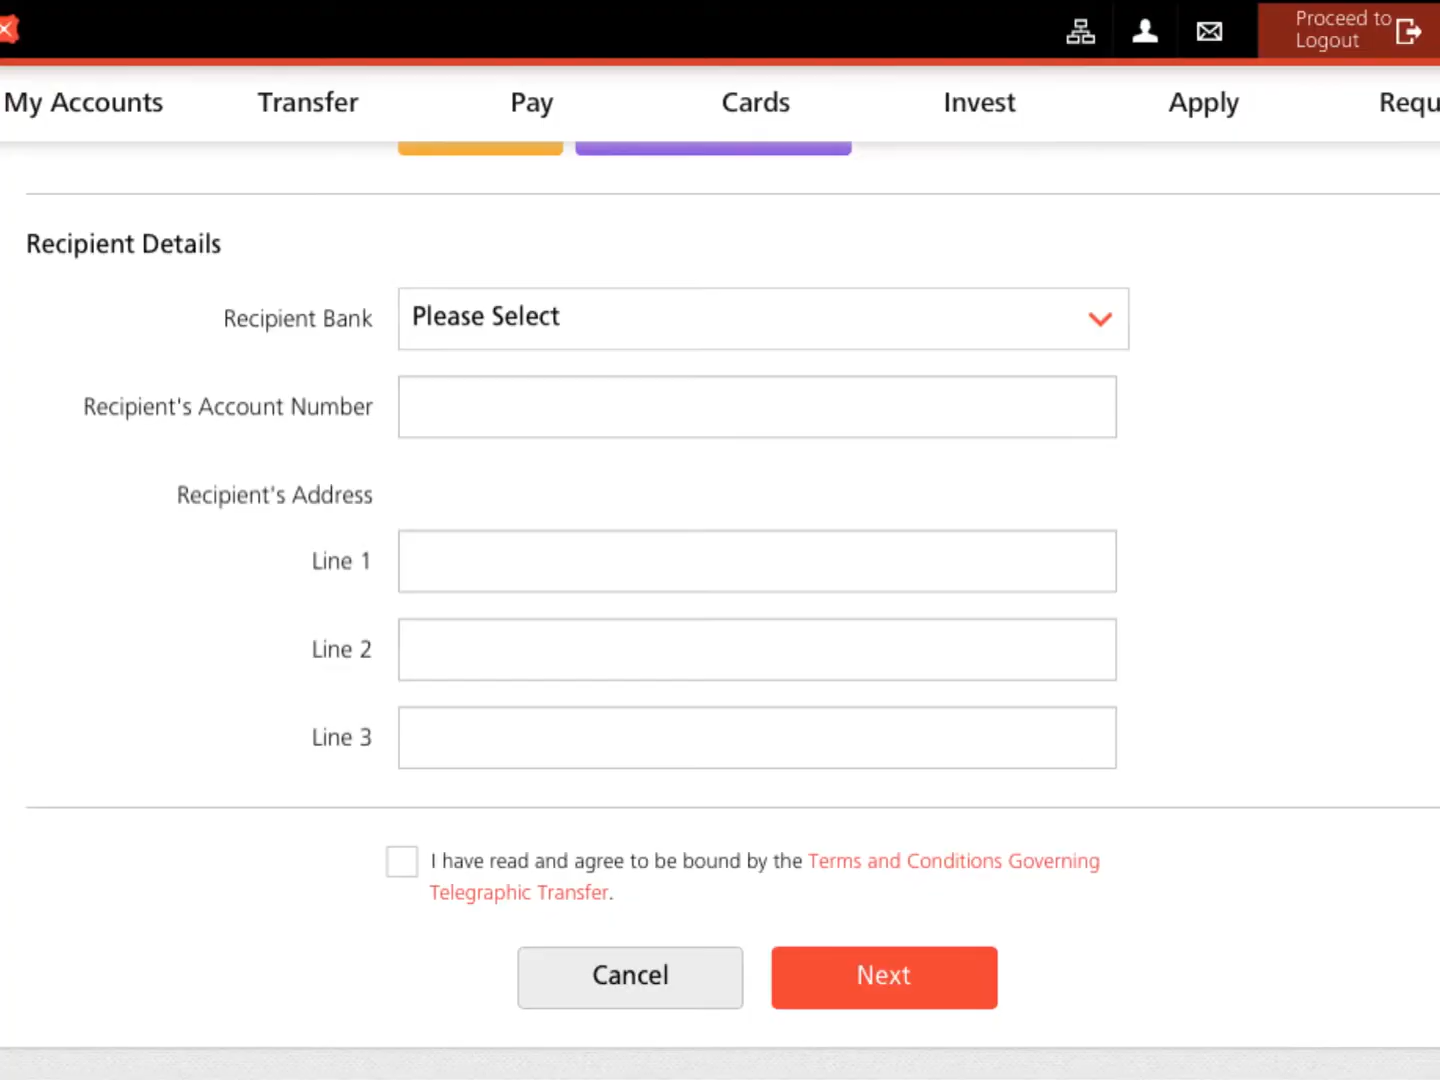 Proceed to
Logout
My Accounts Transfer Pay Cards Invest Apply Requ
Recipient Details
Recipient Bank Please Select
Recipient's Account Number
Recipient's Address
Line 1
Line 2
Line 3
I have read and agree to be bound by the Terms and Conditions Governing
Telegraphic Transfer.
Cancel Next